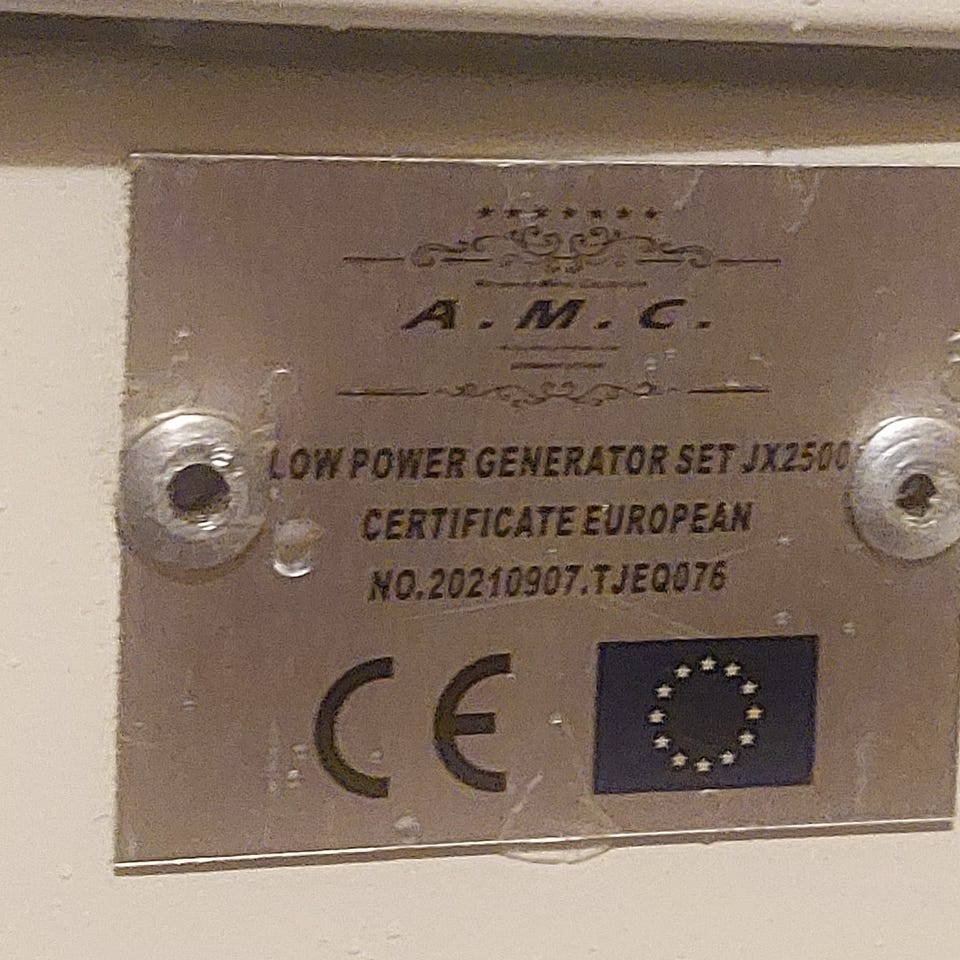 A.M.C.
LOW POWER GENERATOR SET JX2500
CERTIFICATE EUROPEAN
NO.20210907.TJEQ076
CE